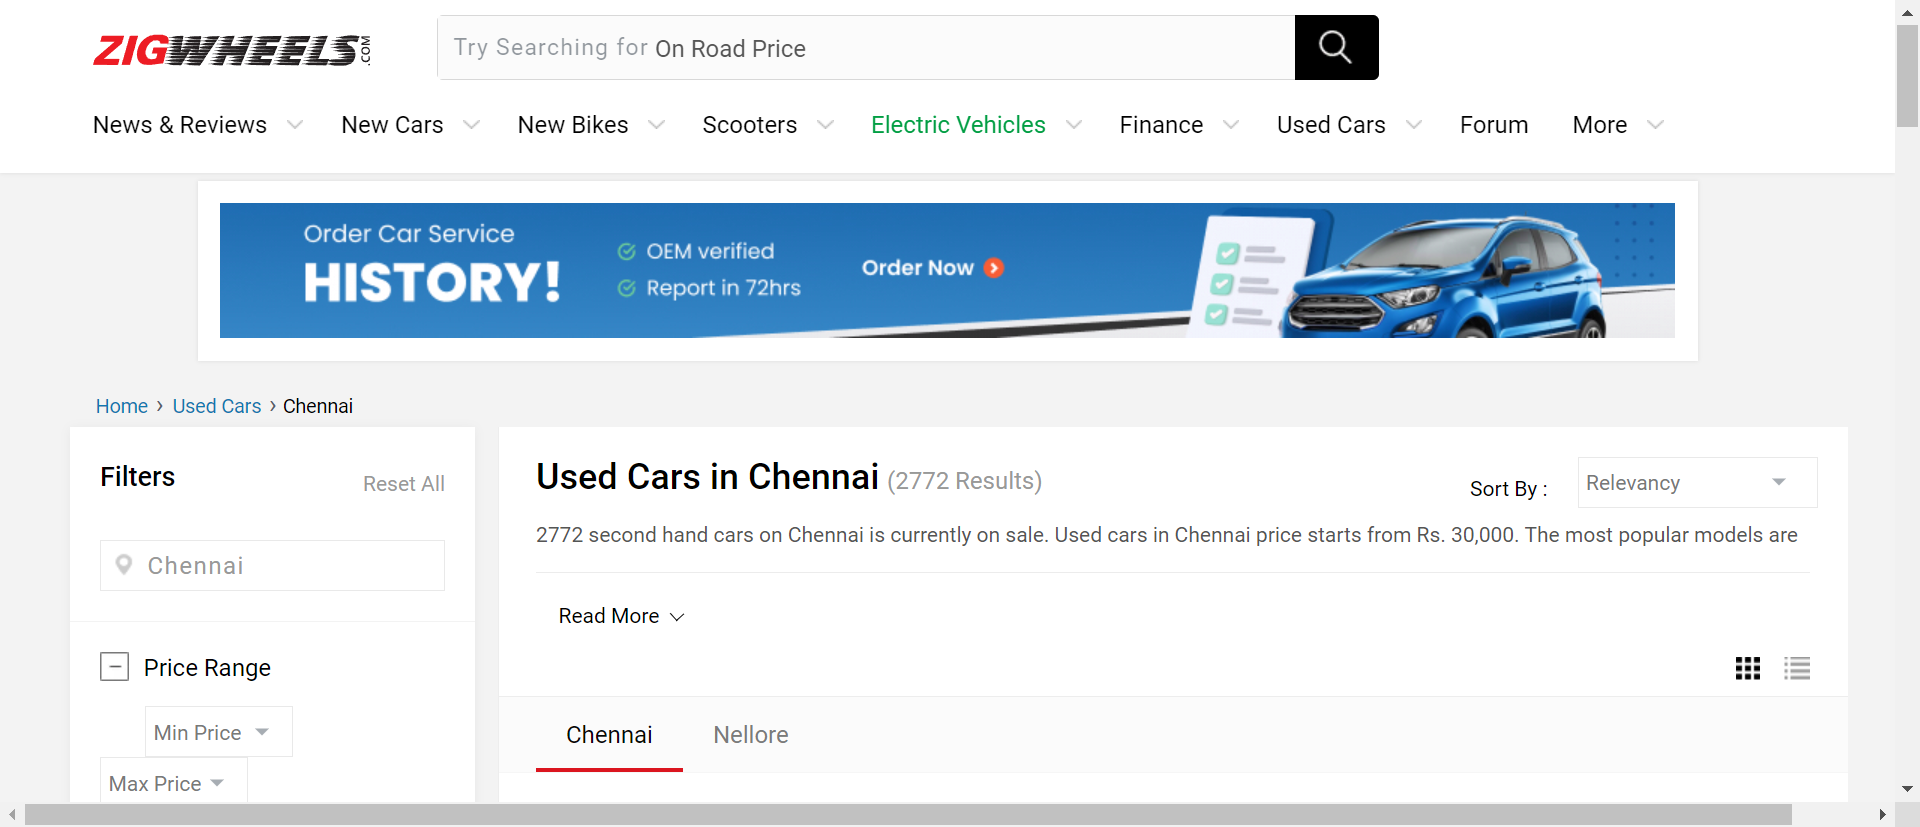 ZIGWHEELS.COM
Try Searching for On Road Price
News & Reviews New Cars New Bikes Scooters Electric Vehicles Finance Used Cars Forum More
Order Car Service
HISTORY!
OEM verified
Report in 72hrs
Order Now
Home › Used Cars › Chennai
Filters
Reset All
Chennai
Price Range
Min Price
Max Price
Used Cars in Chennai (2772 Results)
Sort By :
Relevancy
2772 second hand cars on Chennai is currently on sale. Used cars in Chennai price starts from Rs. 30,000. The most popular models are
Read More
Chennai Nellore